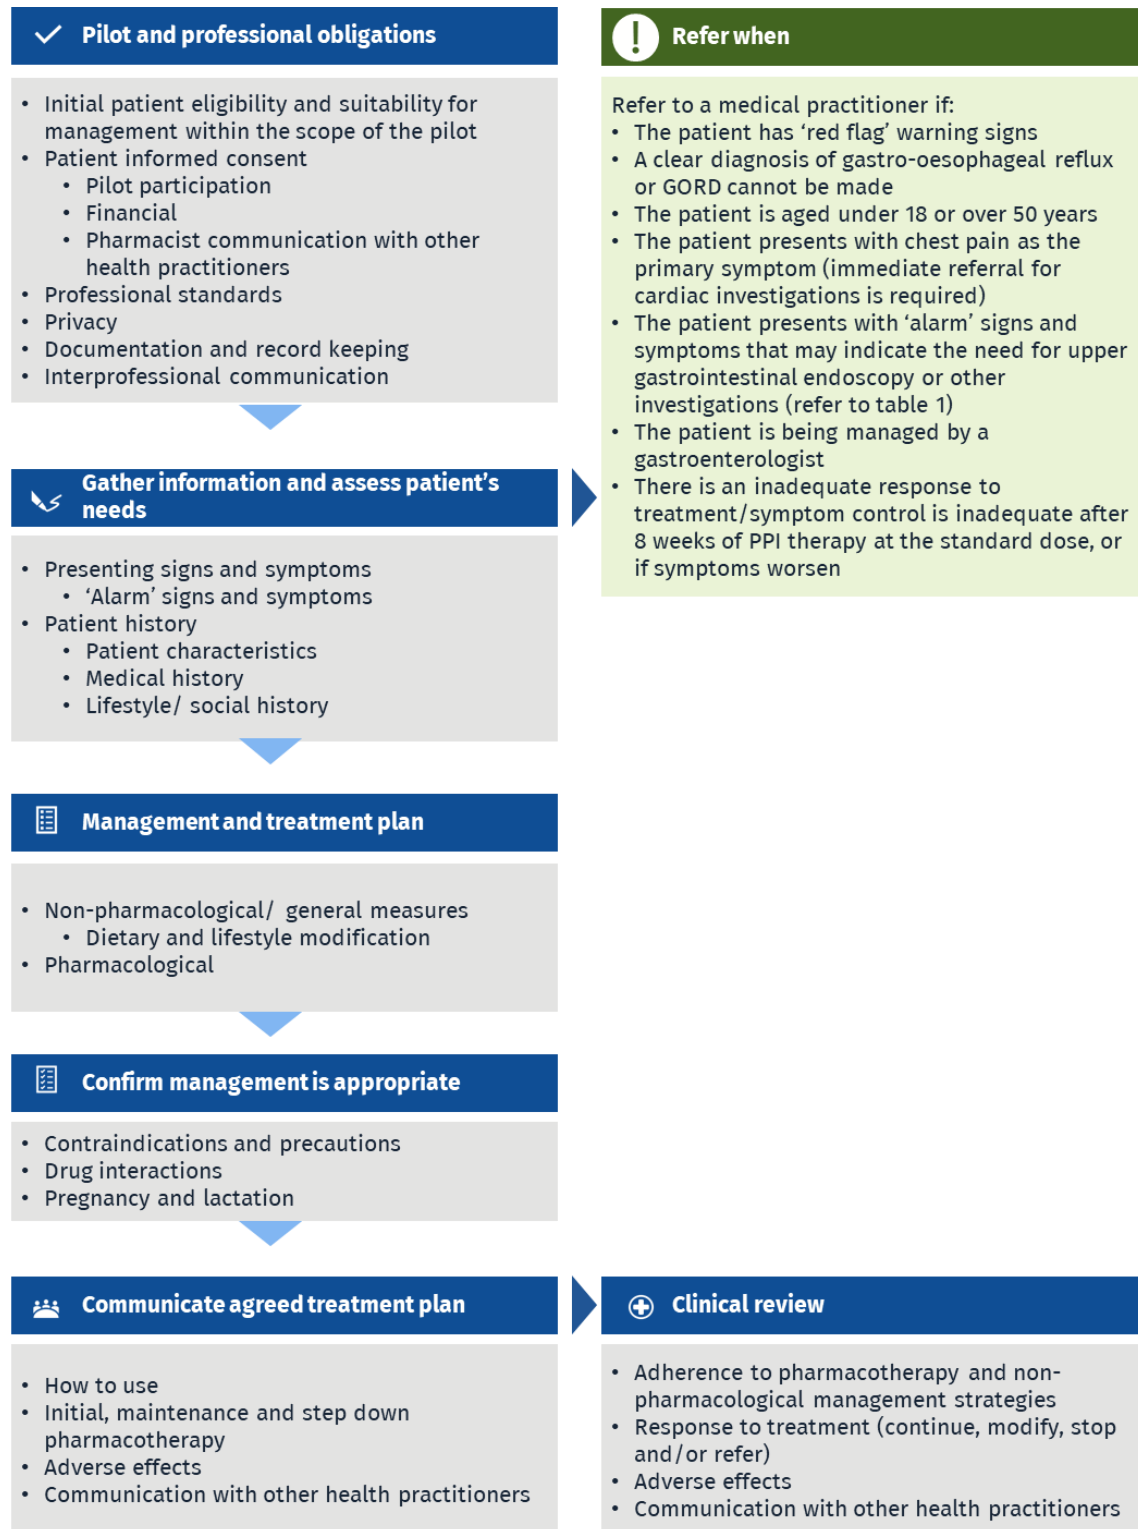 Pilot and professional obligations
• Initial patient eligibility and suitability for
management within the scope of the pilot
• Patient informed consent
• Pilot participation
• Financial
• Pharmacist communication with other
health practitioners
• Professional standards
• Privacy
• Documentation and record keeping
• Interprofessional communication
Refer when
Refer to a medical practitioner if:
• The patient has ‘red flag’ warning signs
• A clear diagnosis of gastro-oesophageal reflux
or GORD cannot be made
• The patient is aged under 18 or over 50 years
• The patient presents with chest pain as the
primary symptom (immediate referral for
cardiac investigations is required)
• The patient presents with ‘alarm’ signs and
symptoms that may indicate the need for upper
gastrointestinal endoscopy or other
investigations (refer to table 1)
• The patient is being managed by a
gastroenterologist
• There is an inadequate response to
treatment/symptom control is inadequate after
8 weeks of PPI therapy at the standard dose, or
if symptoms worsen
Gather information and assess patient’s
needs
• Presenting signs and symptoms
• ‘Alarm’ signs and symptoms
• Patient history
• Patient characteristics
• Medical history
• Lifestyle/ social history
Management and treatment plan
• Non-pharmacological/ general measures
• Dietary and lifestyle modification
• Pharmacological
Confirm management is appropriate
• Contraindications and precautions
• Drug interactions
• Pregnancy and lactation
Communicate agreed treatment plan
• How to use
• Initial, maintenance and step down
pharmacotherapy
• Adverse effects
• Communication with other health practitioners
Clinical review
• Adherence to pharmacotherapy and non-
pharmacological management strategies
• Response to treatment (continue, modify, stop
and/or refer)
• Adverse effects
• Communication with other health practitioners